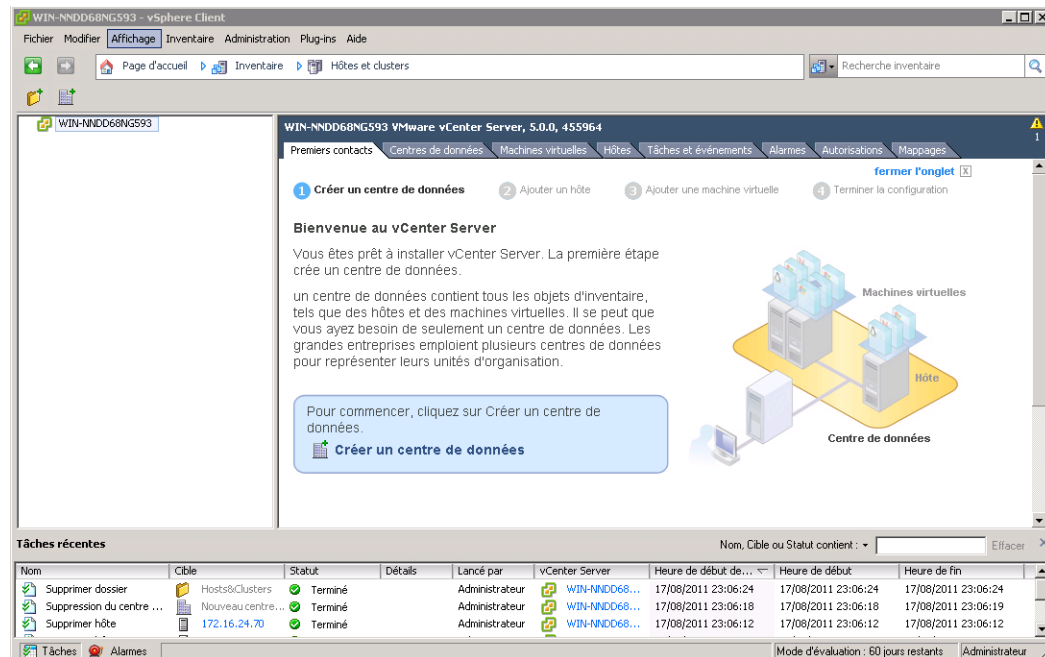 WIN-NNDD68NG593 - vSphere Client
Fichier Modifier Affichage Inventaire Administration Plug-ins Aide
Page d'accueil Inventaire Hôtes et clusters Recherche inventaire
WIN-NNDD68NG593
WIN-NNDD68NG593 VMware vCenter Server, 5.0.0, 455964
1
Premiers contacts Centres de données Machines virtuelles Hôtes Tâches et événements Alarmes Autorisations Mappages
fermer l'onglet X
1 Créer un centre de données 2 Ajouter un hôte 3 Ajouter une machine virtuelle 4 Terminer la configuration
Bienvenue au vCenter Server
Vous êtes prêt à installer vCenter Server. La première étape
crée un centre de données.
un centre de données contient tous les objets d'inventaire,
tels que des hôtes et des machines virtuelles. Il se peut que
vous ayez besoin de seulement un centre de données. Les
grandes entreprises emploient plusieurs centres de données
pour représenter leurs unités d'organisation.
Pour commencer, cliquez sur Créer un centre de
données.
Créer un centre de données
Machines virtuelles
Hôte
Centre de données
Tâches récentes Nom, Cible ou Statut contient : Effacer
Nom Cible Statut Détails Lancé par vCenter Server Heure de début de... Heure de début Heure de fin
Supprimer dossier Hosts&Clusters Terminé Administrateur WIN-NNDD68... 17/08/2011 23:06:24 17/08/2011 23:06:24 17/08/2011 23:06:24
Suppression du centre ... Nouveau centre... Terminé Administrateur WIN-NNDD68... 17/08/2011 23:06:18 17/08/2011 23:06:18 17/08/2011 23:06:19
Supprimer hôte 172.16.24.70 Terminé Administrateur WIN-NNDD68... 17/08/2011 23:06:12 17/08/2011 23:06:12 17/08/2011 23:06:12
Tâches Alarmes Mode d'évaluation : 60 jours restants Administrateur